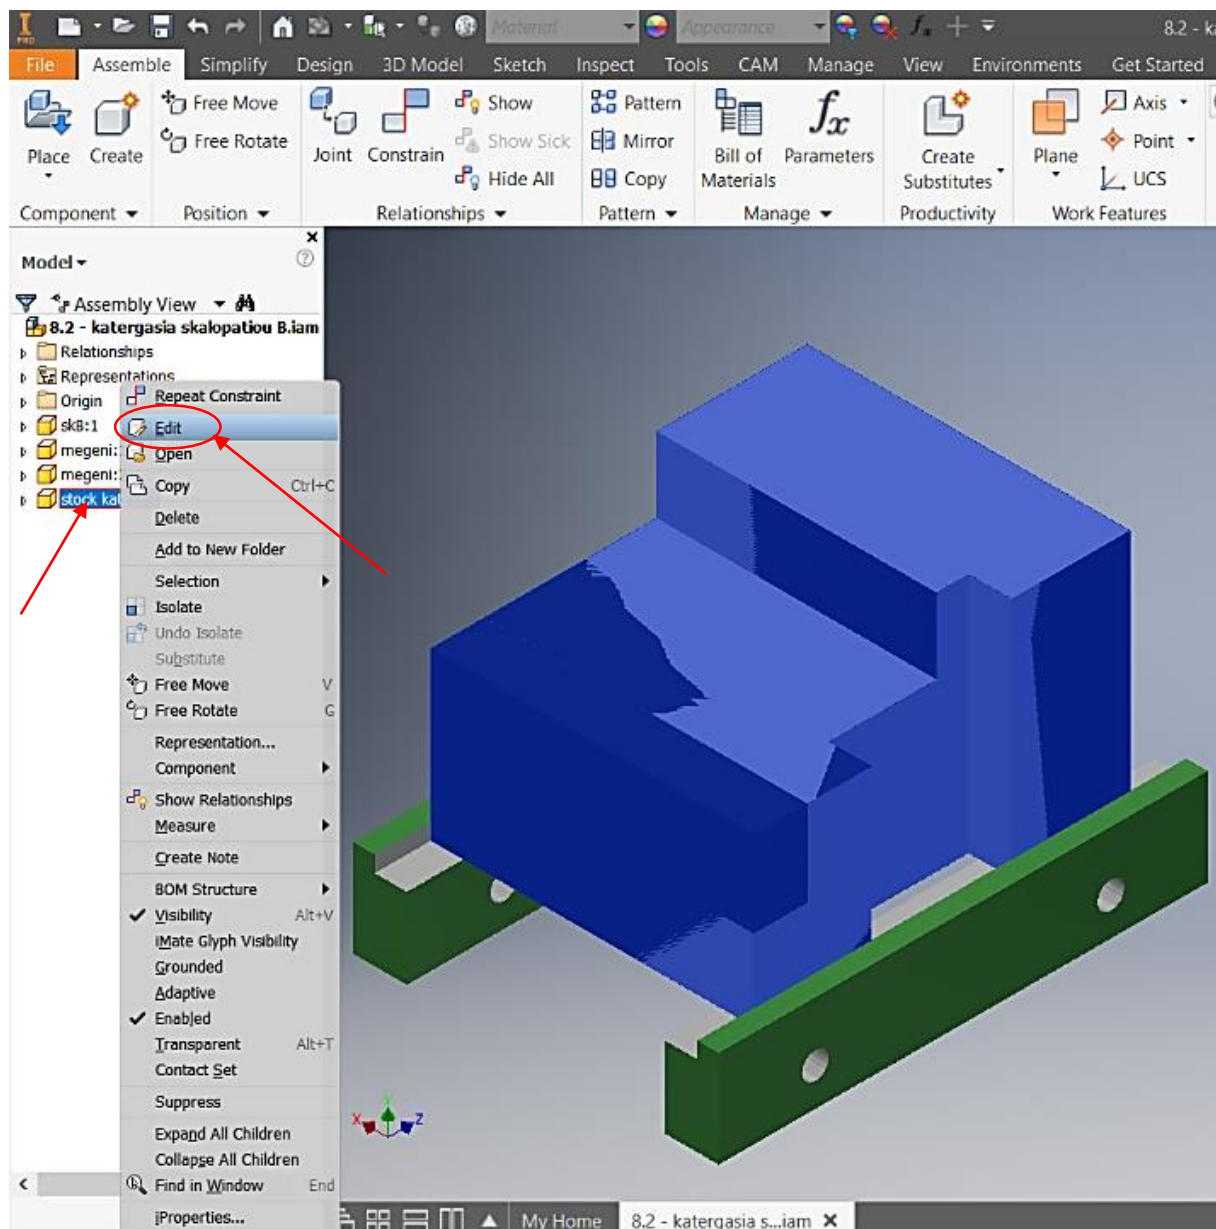 PRO
Material
Appearance
8.2 - ka
File Assemble Simplify Design 3D Model Sketch Inspect Tools CAM Manage View Environments Get Started
Place
Create
Free Move
Free Rotate
Joint
Constrain
Show
Show Sick
Hide All
Pattern
Mirror
Copy
Bill of
Materials
Parameters
Create
Substitutes
Plane
Axis
Point
UCS
Component Position Relationships Pattern Manage Productivity Work Features
Model
Assembly View
8.2 - katergasia skalopatiou B.iam
Relationships
Representations
Origin
skB:1
megeni:
megeni:
stock kat
Repeat Constraint
Edit
Open
Copy Ctrl+C
Delete
Add to New Folder
Selection
Isolate
Undo Isolate
Substitute
Free Move V
Free Rotate G
Representation...
Component
Show Relationships
Measure
Create Note
BOM Structure
Visibility Alt+V
iMate Glyph Visibility
Grounded
Adaptive
Enabled
Transparent Alt+T
Contact Set
Suppress
Expand All Children
Collapse All Children
Find in Window End
iProperties...
X Y Z
My Home 8.2 - katergasia s...iam